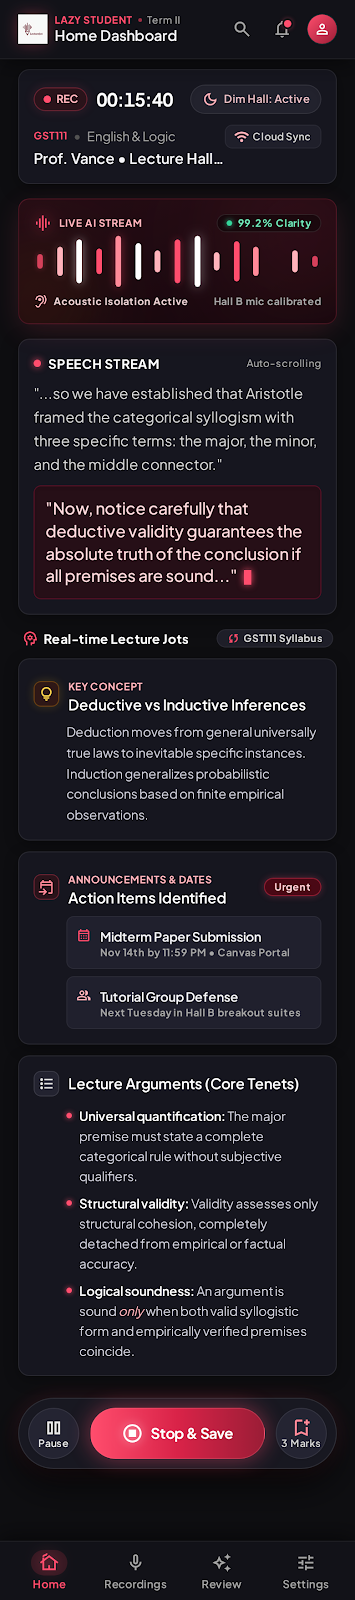 LAZY STUDENT • Term II
Home Dashboard
REC 00:15:40 Dim Hall: Active
GST111 • English & Logic Cloud Sync
Prof. Vance • Lecture Hall...
LIVE AI STREAM 99.2% Clarity
Acoustic Isolation Active Hall B mic calibrated
SPEECH STREAM Auto-scrolling
"...so we have established that Aristotle
framed the categorical syllogism with
three specific terms: the major, the minor,
and the middle connector."
"Now, notice carefully that
deductive validity guarantees the
absolute truth of the conclusion if
all premises are sound..."
Real-time Lecture Jots GST111 Syllabus
KEY CONCEPT
Deductive vs Inductive Inferences
Deduction moves from general universally
true laws to inevitable specific instances.
Induction generalizes probabilistic
conclusions based on finite empirical
observations.
ANNOUNCEMENTS & DATES
Action Items Identified Urgent
Midterm Paper Submission
Nov 14th by 11:59 PM • Canvas Portal
Tutorial Group Defense
Next Tuesday in Hall B breakout suites
Lecture Arguments (Core Tenets)
Universal quantification: The major
premise must state a complete
categorical rule without subjective
qualifiers.
Structural validity: Validity assesses only
structural cohesion, completely
detached from empirical or factual
accuracy.
Logical soundness: An argument is
sound only when both valid syllogistic
form and empirically verified premises
coincide.
Pause Stop & Save 3 Marks
Home Recordings Review Settings